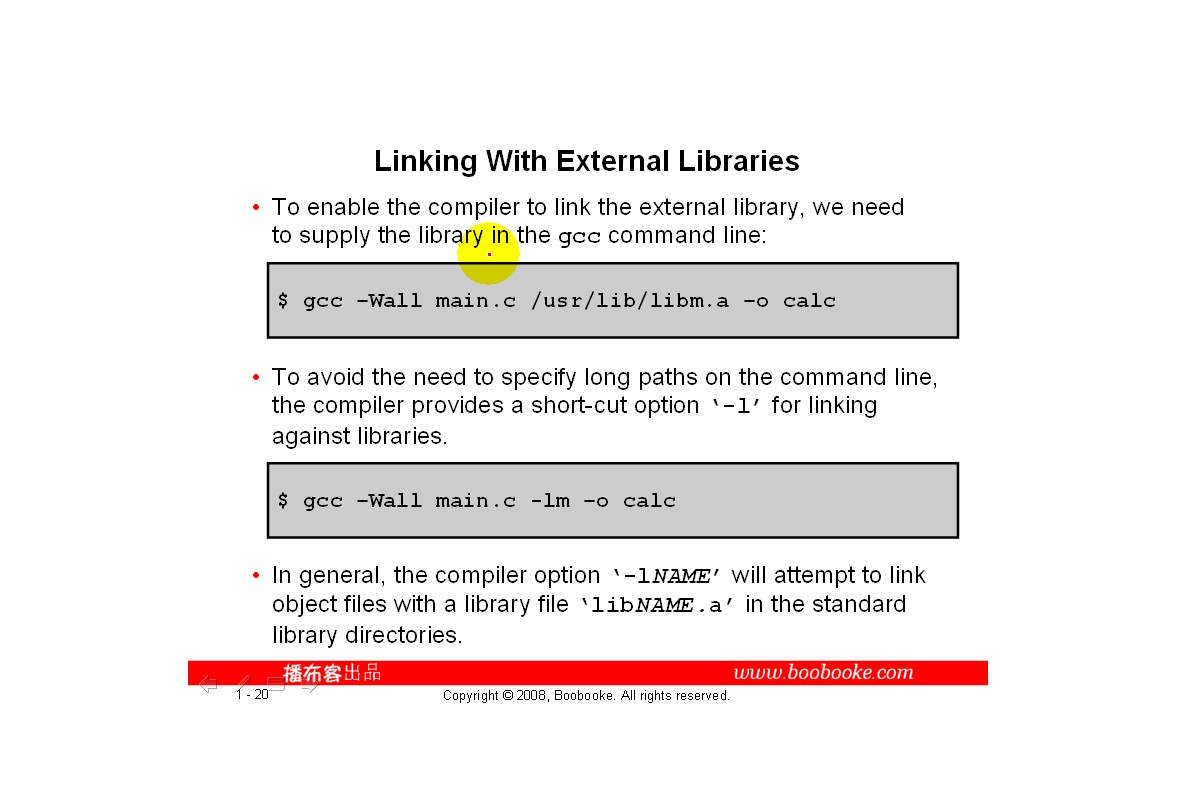 Linking With External Libraries
• To enable the compiler to link the external library, we need
to supply the library in the gcc command line:
$ gcc -Wall main.c /usr/lib/libm.a -o calc
• To avoid the need to specify long paths on the command line,
the compiler provides a short-cut option ‘-l’ for linking
against libraries.
$ gcc -Wall main.c -lm -o calc
• In general, the compiler option ‘-lNAME’ will attempt to link
object files with a library file ‘libNAME.a’ in the standard
library directories.
播布客出品 www.boobooke.com
1 - 20 Copyright © 2008, Boobooke. All rights reserved.